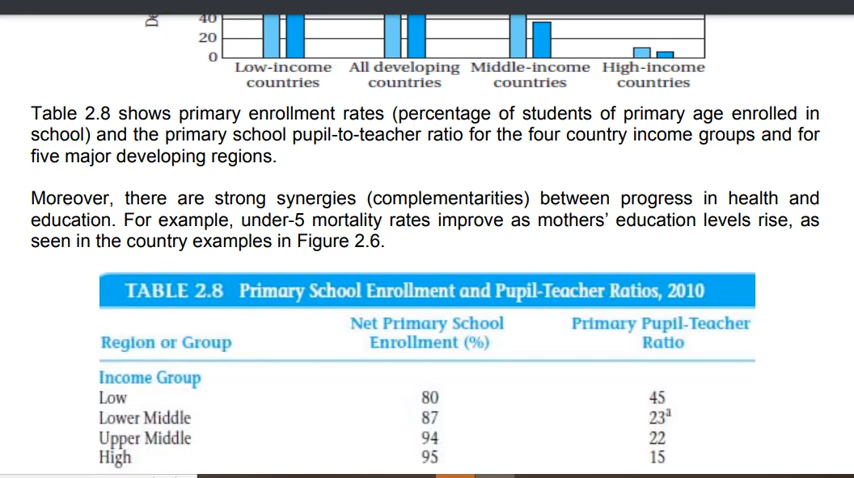 40
20
0
Low-income All developing Middle-income High-income
countries countries countries countries
Table 2.8 shows primary enrollment rates (percentage of students of primary age enrolled in
school) and the primary school pupil-to-teacher ratio for the four country income groups and for
five major developing regions.
Moreover, there are strong synergies (complementarities) between progress in health and
education. For example, under-5 mortality rates improve as mothers' education levels rise, as
seen in the country examples in Figure 2.6.
TABLE 2.8 Primary School Enrollment and Pupil-Teacher Ratios, 2010
Net Primary School Primary Pupil-Teacher
Region or Group Enrollment (%) Ratio
Income Group
Low 80 45
Lower Middle 87 23ª
Upper Middle 94 22
High 95 15